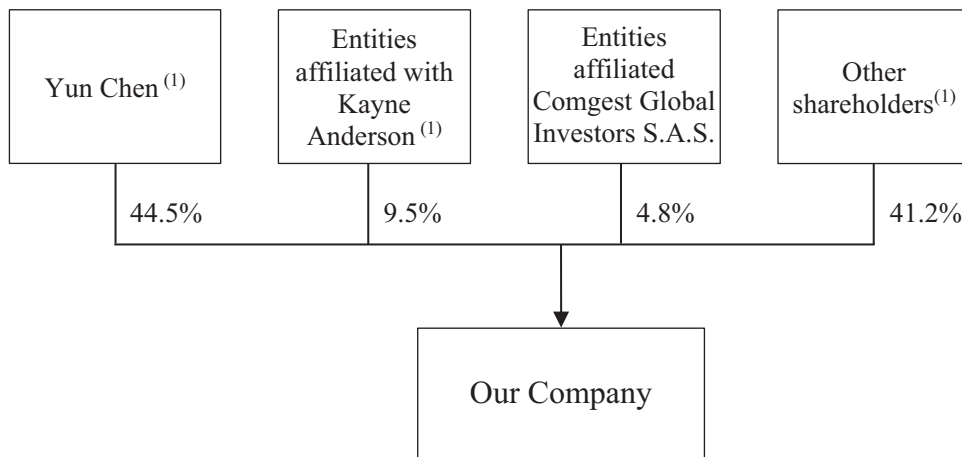 Yun Chen (1)
Entities
affiliated with
Kayne
Anderson (1)
Entities
affiliated
Comgest Global
Investors S.A.S.
Other
shareholders(1)
44.5%
9.5%
4.8%
41.2%
Our Company